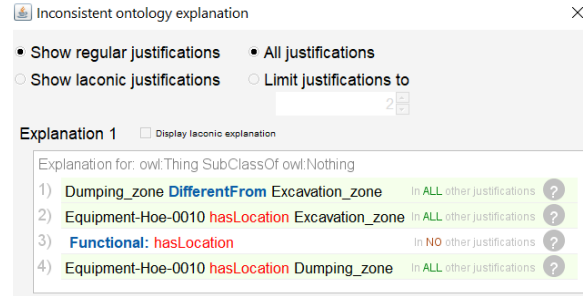 Inconsistent ontology explanation
Show regular justifications All justifications
Show laconic justifications Limit justifications to
2
Explanation 1 Display laconic explanation
Explanation for: owl:Thing SubClassOf owl:Nothing
1) Dumping_zone DifferentFrom Excavation_zone In ALL other justifications ?
2) Equipment-Hoe-0010 hasLocation Excavation_zone In ALL other justifications ?
3) Functional: hasLocation In NO other justifications ?
4) Equipment-Hoe-0010 hasLocation Dumping_zone In ALL other justifications ?